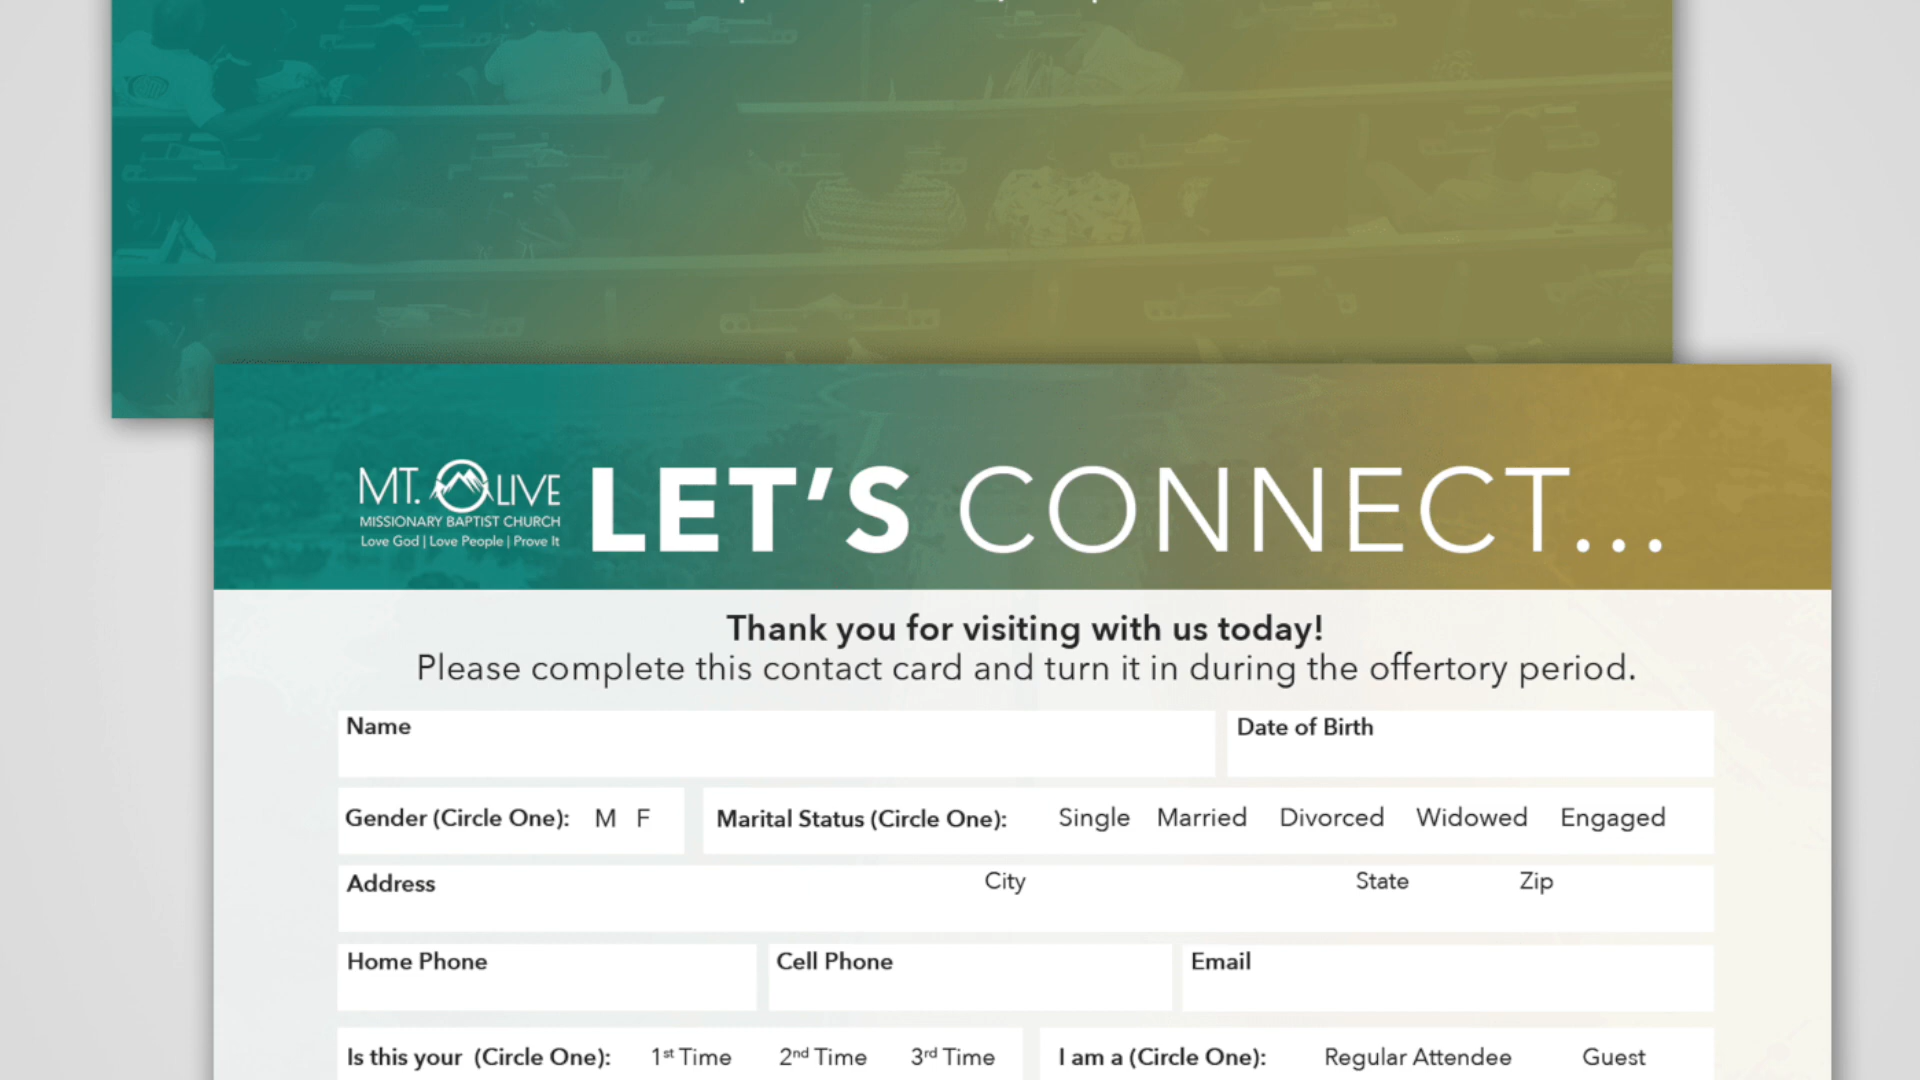 MT. OLIVE
MISSIONARY BAPTIST CHURCH
Love God | Love People | Prove It
LET'S CONNECT...
Thank you for visiting with us today!
Please complete this contact card and turn it in during the offertory period.
Name Date of Birth
Gender (Circle One): M F Marital Status (Circle One): Single Married Divorced Widowed Engaged
Address City State Zip
Home Phone Cell Phone Email
Is this your (Circle One): 1st Time 2nd Time 3rd Time I am a (Circle One): Regular Attendee Guest